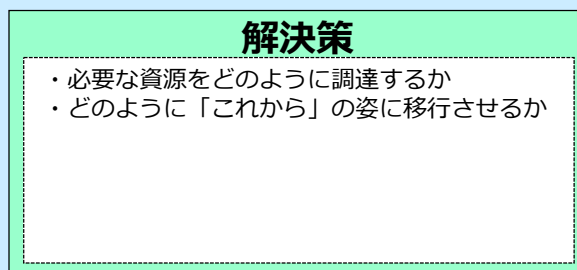 解決策
・必要な資源をどのように調達するか
・どのように「これから」の姿に移行させるか